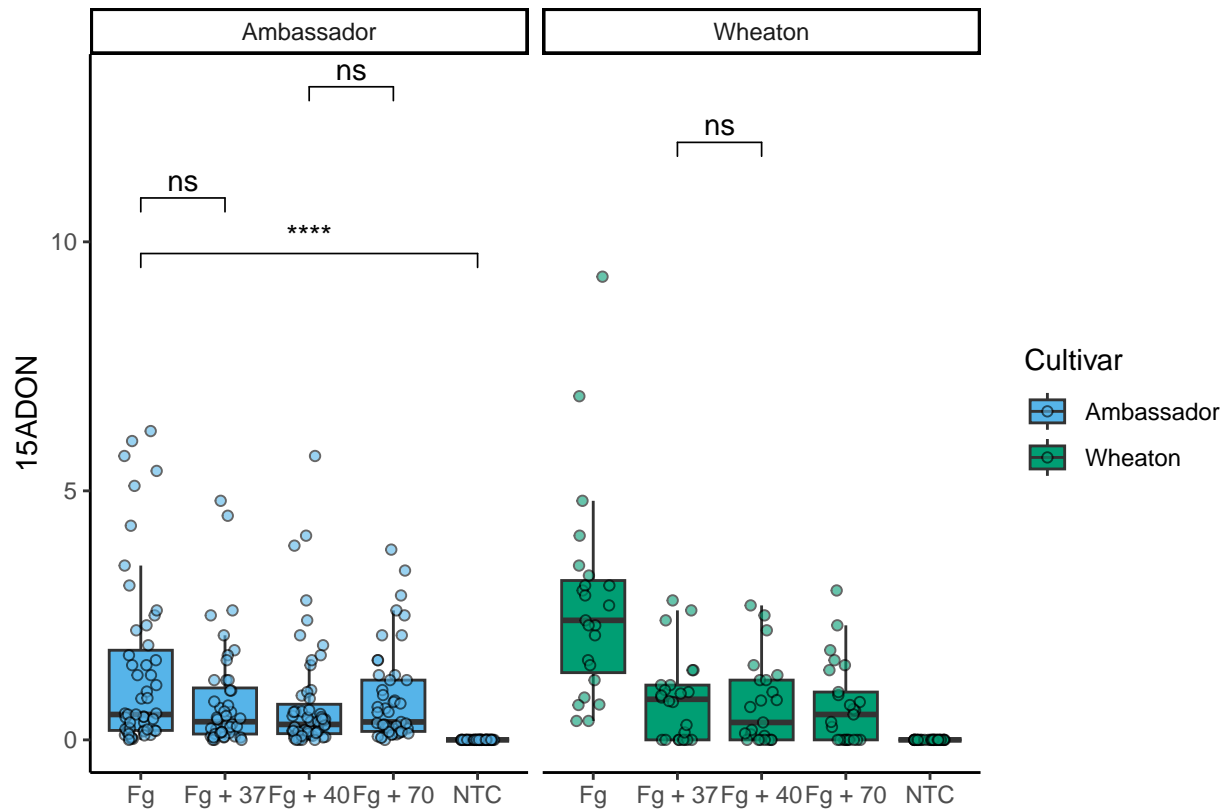 Ambassador
Wheaton
ns
ns
ns
****
10
5
0
15ADON
Fg
Fg + 37
Fg + 40
Fg + 70
NTC
Fg
Fg + 37
Fg + 40
Fg + 70
NTC
Cultivar
Ambassador
Wheaton